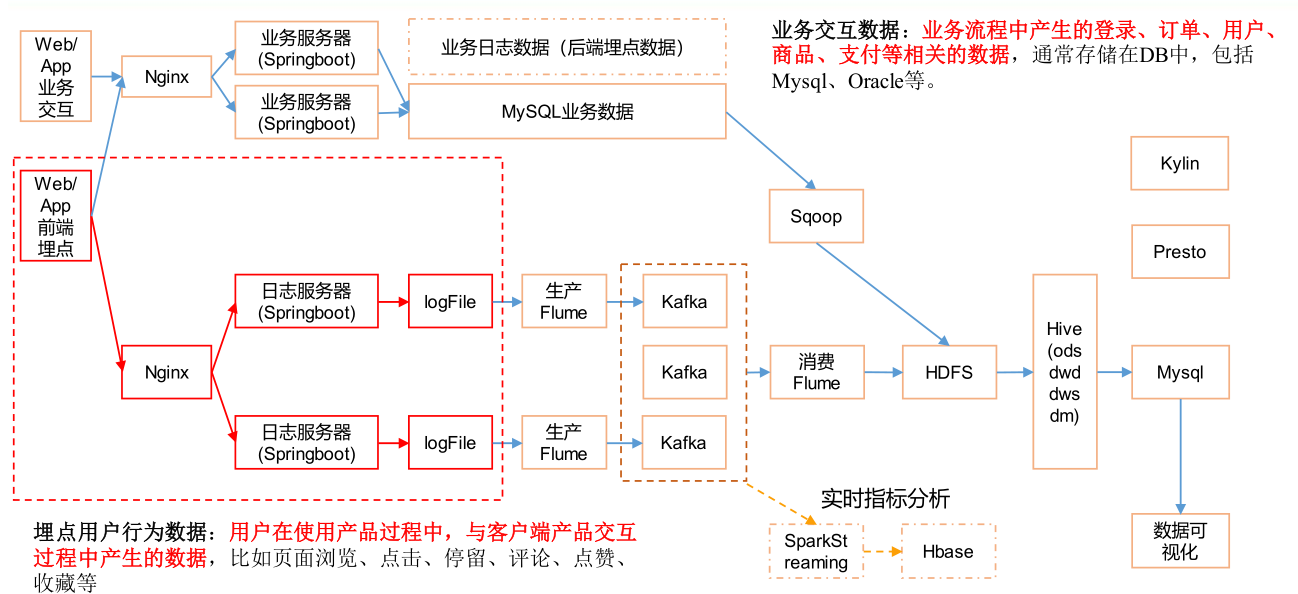 Web/
App
业务
交互
Nginx
业务服务器
(Springboot)
业务服务器
(Springboot)
业务日志数据（后端埋点数据）
MySQL业务数据
业务交互数据：业务流程中产生的登录、订单、用户、
商品、支付等相关的数据，通常存储在DB中，包括
Mysql、Oracle等。
Web/
App
前端
埋点
Nginx
日志服务器
(Springboot)
logFile
日志服务器
(Springboot)
logFile
生产
Flume
生产
Flume
Kafka
Kafka
Kafka
消费
Flume
Sqoop
HDFS
Hive
(ods
dwd
dws
dm)
Kylin
Presto
Mysql
数据可
视化
实时指标分析
SparkSt
reaming
Hbase
埋点用户行为数据：用户在使用产品过程中，与客户端产品交互
过程中产生的数据，比如页面浏览、点击、停留、评论、点赞、
收藏等